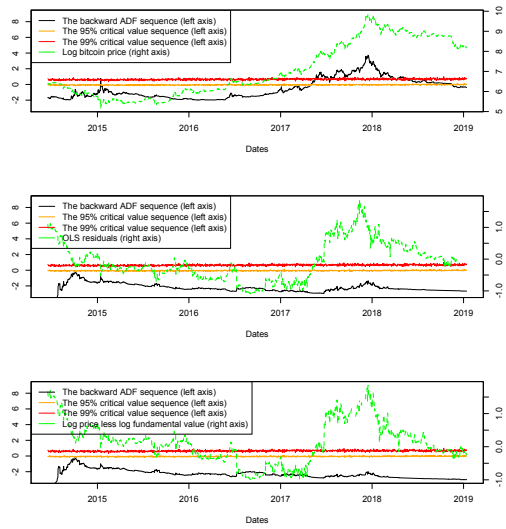 The backward ADF sequence (left axis)
The 95% critical value sequence (left axis)
The 99% critical value sequence (left axis)
Log bitcoin price (right axis)
8
6
4
2
0
-2
10
9
8
7
6
5
2015 2016 2017 2018 2019
Dates
The backward ADF sequence (left axis)
The 95% critical value sequence (left axis)
The 99% critical value sequence (left axis)
OLS residuals (right axis)
8
6
4
2
0
-2
1.0
0.0
-1.0
2015 2016 2017 2018 2019
Dates
The backward ADF sequence (left axis)
The 95% critical value sequence (left axis)
The 99% critical value sequence (left axis)
Log price less log fundamental value (right axis)
8
6
4
2
0
-2
1.0
0.0
-1.0
2015 2016 2017 2018 2019
Dates